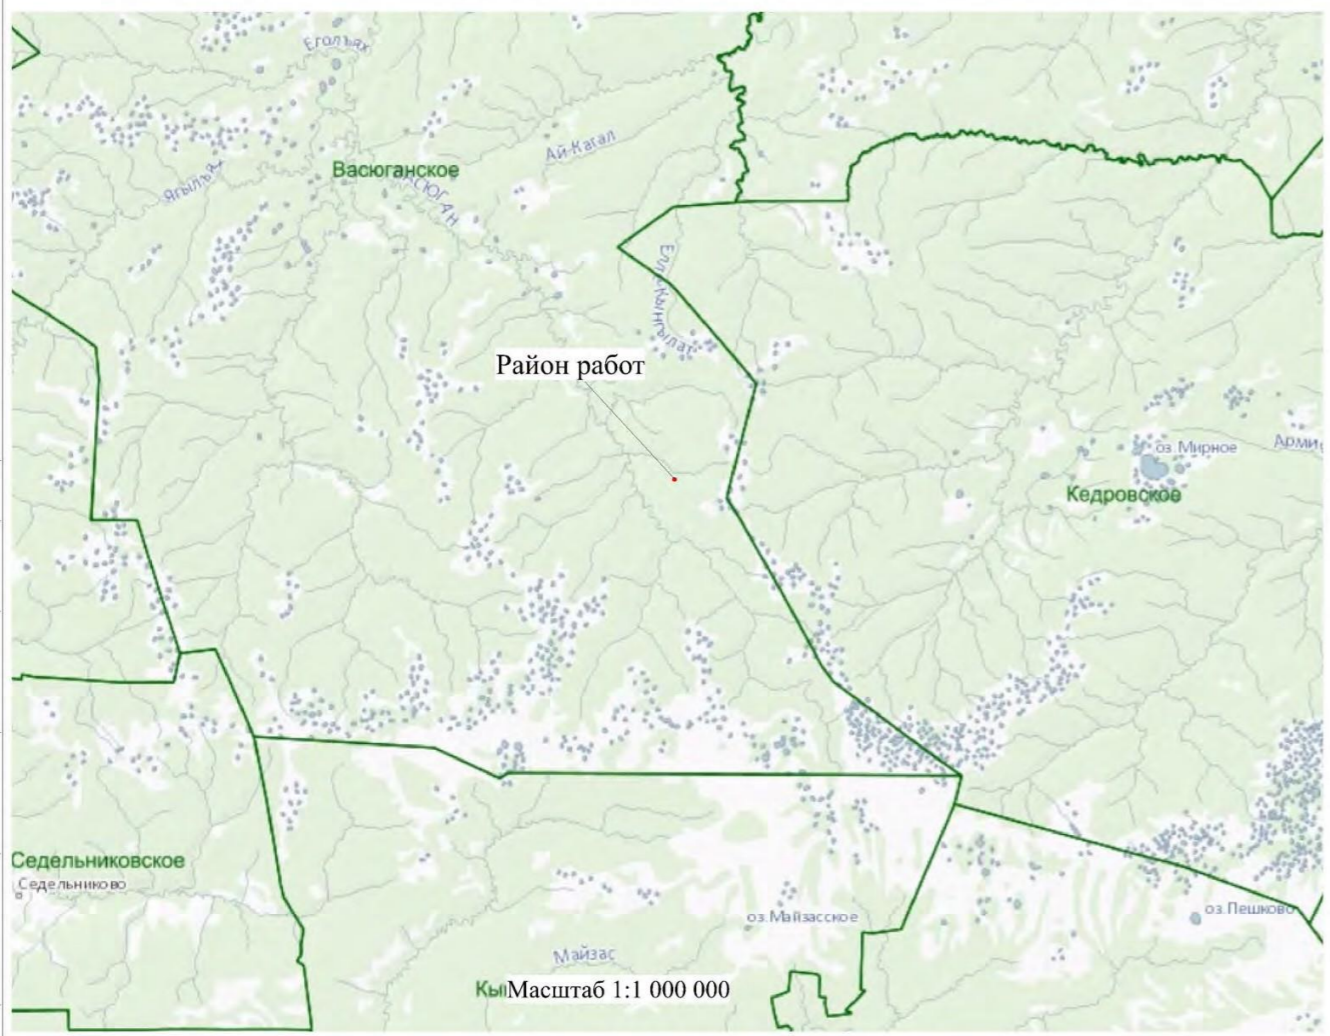 Еголъях
Ай-Кагал
Васюганское
Ягылъях
ВАСЮГАН
Район работ
оз.Мирное
Кедровское
Седельниковское
Седельниково
оз.Пешково
оз.Майзасское
Майзас
Масштаб 1:1 000 000